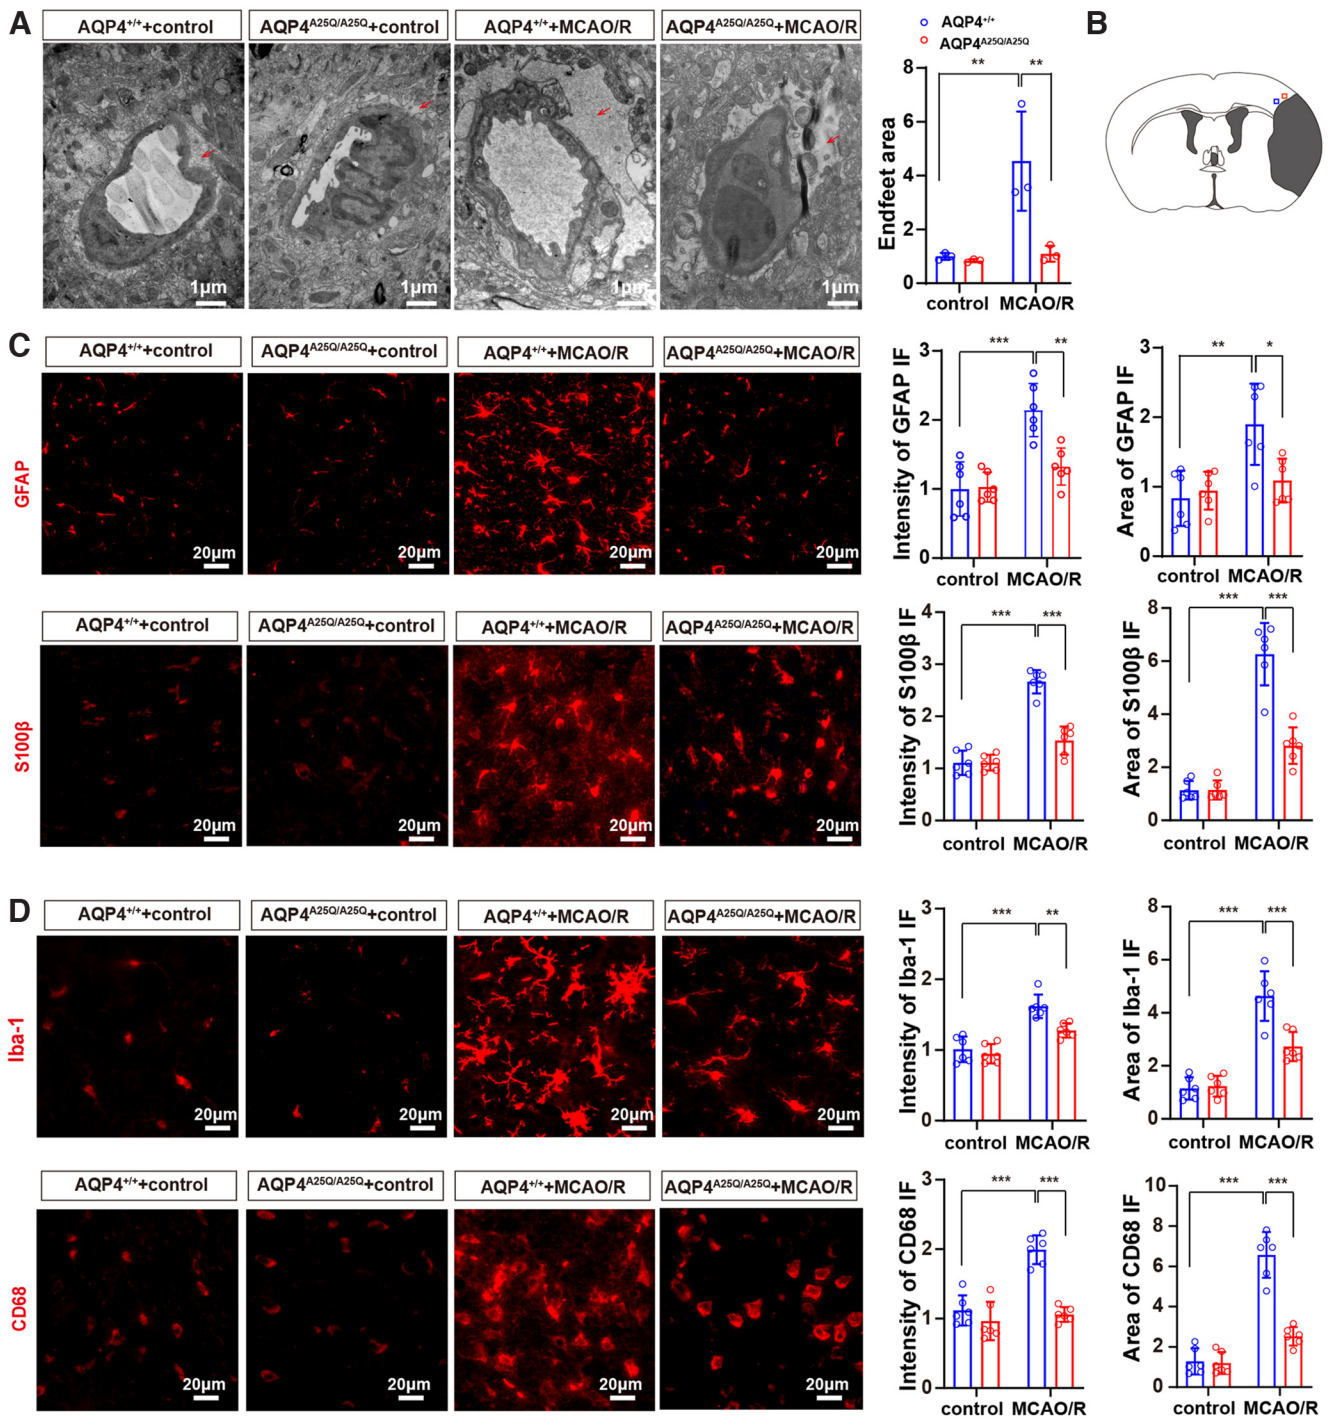 A
AQP4+/++control
AQP4A25Q/A25Q+control
AQP4+/++MCAO/R
AQP4A25Q/A25Q+MCAO/R
1μm
1μm
1μm
1μm
AQP4+/+
AQP4A25Q/A25Q
Endfeet area
8
6
4
2
0
**
**
control
MCAO/R
B
C
AQP4+/++control
AQP4A25Q/A25Q+control
AQP4+/++MCAO/R
AQP4A25Q/A25Q+MCAO/R
GFAP
20μm
20μm
20μm
20μm
Intensity of GFAP IF
3
2
1
0
***
**
control
MCAO/R
Area of GFAP IF
3
2
1
0
**
*
control
MCAO/R
AQP4+/++control
AQP4A25Q/A25Q+control
AQP4+/++MCAO/R
AQP4A25Q/A25Q+MCAO/R
S100β
20μm
20μm
20μm
20μm
Intensity of S100β IF
4
3
2
1
0
***
***
control
MCAO/R
Area of S100β IF
8
6
4
2
0
***
***
control
MCAO/R
D
AQP4+/++control
AQP4A25Q/A25Q+control
AQP4+/++MCAO/R
AQP4A25Q/A25Q+MCAO/R
Iba-1
20μm
20μm
20μm
20μm
Intensity of Iba-1 IF
3
2
1
0
***
**
control
MCAO/R
Area of Iba-1 IF
8
6
4
2
0
***
***
control
MCAO/R
AQP4+/++control
AQP4A25Q/A25Q+control
AQP4+/++MCAO/R
AQP4A25Q/A25Q+MCAO/R
CD68
20μm
20μm
20μm
20μm
Intensity of CD68 IF
3
2
1
0
***
***
control
MCAO/R
Area of CD68 IF
10
8
6
4
2
0
***
***
control
MCAO/R